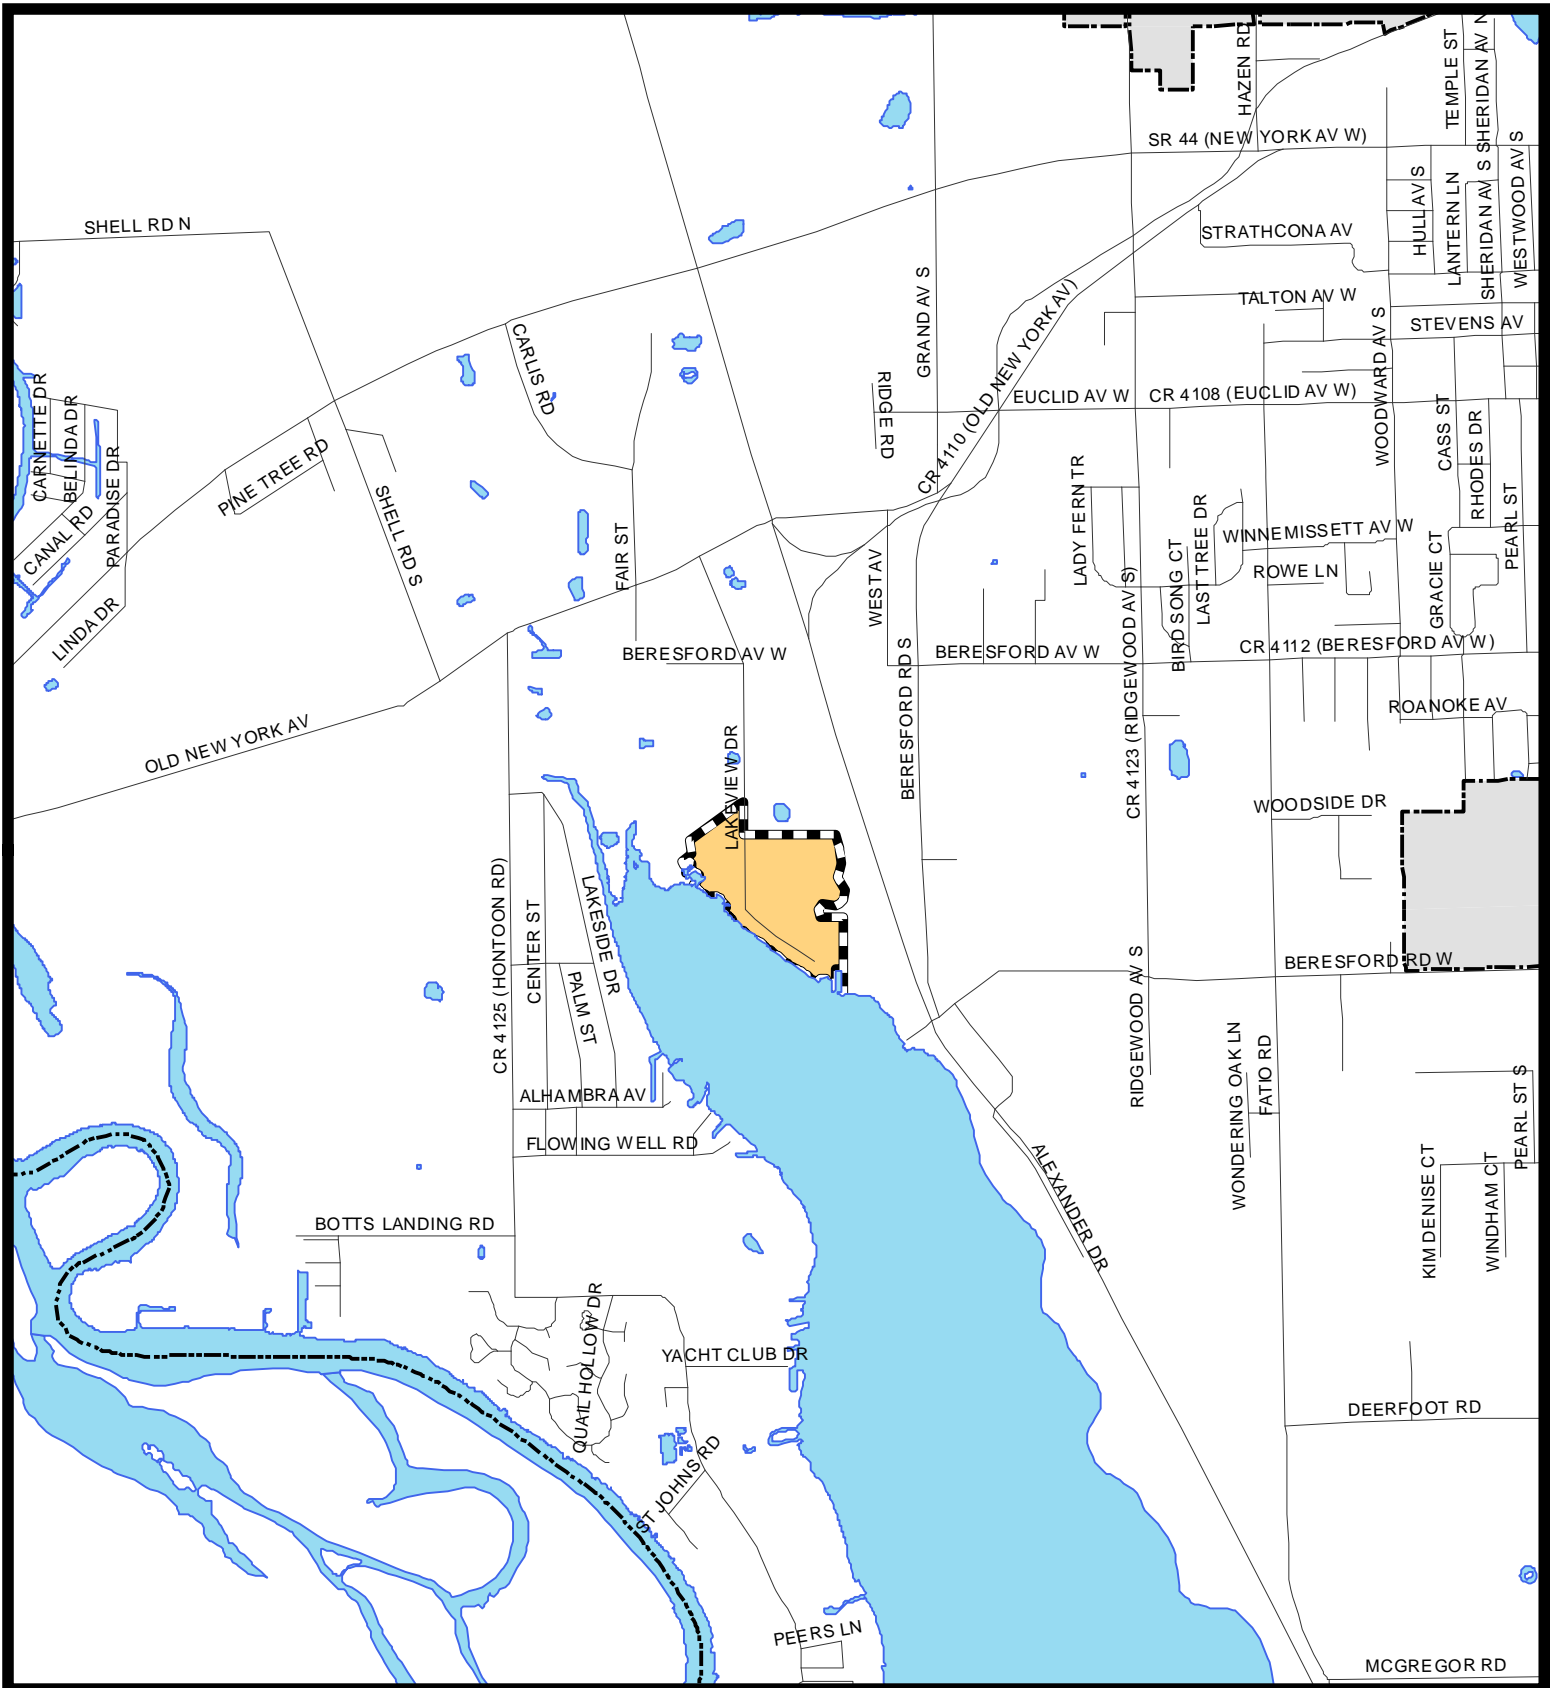 HAZEN RD
TEMPLE ST
SHERIDAN AV N
SR 44 (NEW YORK AV W)
HULL AV S
LANTERN LN
SHERIDAN AV S
WESTWOOD AV S
SHELL RD N
STRATHCONA AV
TALTON AV W
STEVENS AV
GRAND AV S
CARLIS RD
CR 4110 (OLD NEW YORK AV)
WOODWARD AV S
RIDGE RD
EUCLID AV W
CR 4108 (EUCLID AV W)
CARNETTE DR
BELINDA DR
PARADISE DR
CASS ST
RHODES DR
PINE TREE RD
SHELL RD S
CANAL RD
FAIR ST
LADY FERN TR
LAST TREE DR
WINNEMISSETT AV W
PEARL ST
WEST AV
BIRD SONG CT
ROWE LN
GRACIE CT
LINDA DR
BERESFORD AV W
BERESFORD AV W
CR 4112 (BERESFORD AV W)
BERESFORD RD S
CR 4123 (RIDGEWOOD AV S)
ROANOKE AV
OLD NEW YORK AV
LAKEVIEW DR
WOODSIDE DR
CR 4125 (HONTOON RD)
CENTER ST
LAKESIDE DR
PALM ST
BERESFORD RD W
RIDGEWOOD AV S
WONDERING OAK LN
FATIO RD
ALHAMBRA AV
PEARL ST S
FLOWING WELL RD
ALEXANDER DR
KIM DENISE CT
WINDHAM CT
BOTTS LANDING RD
QUAIL HOLLOW DR
YACHT CLUB DR
DEERFOOT RD
ST JOHNS RD
PEERS LN
MCGREGOR RD